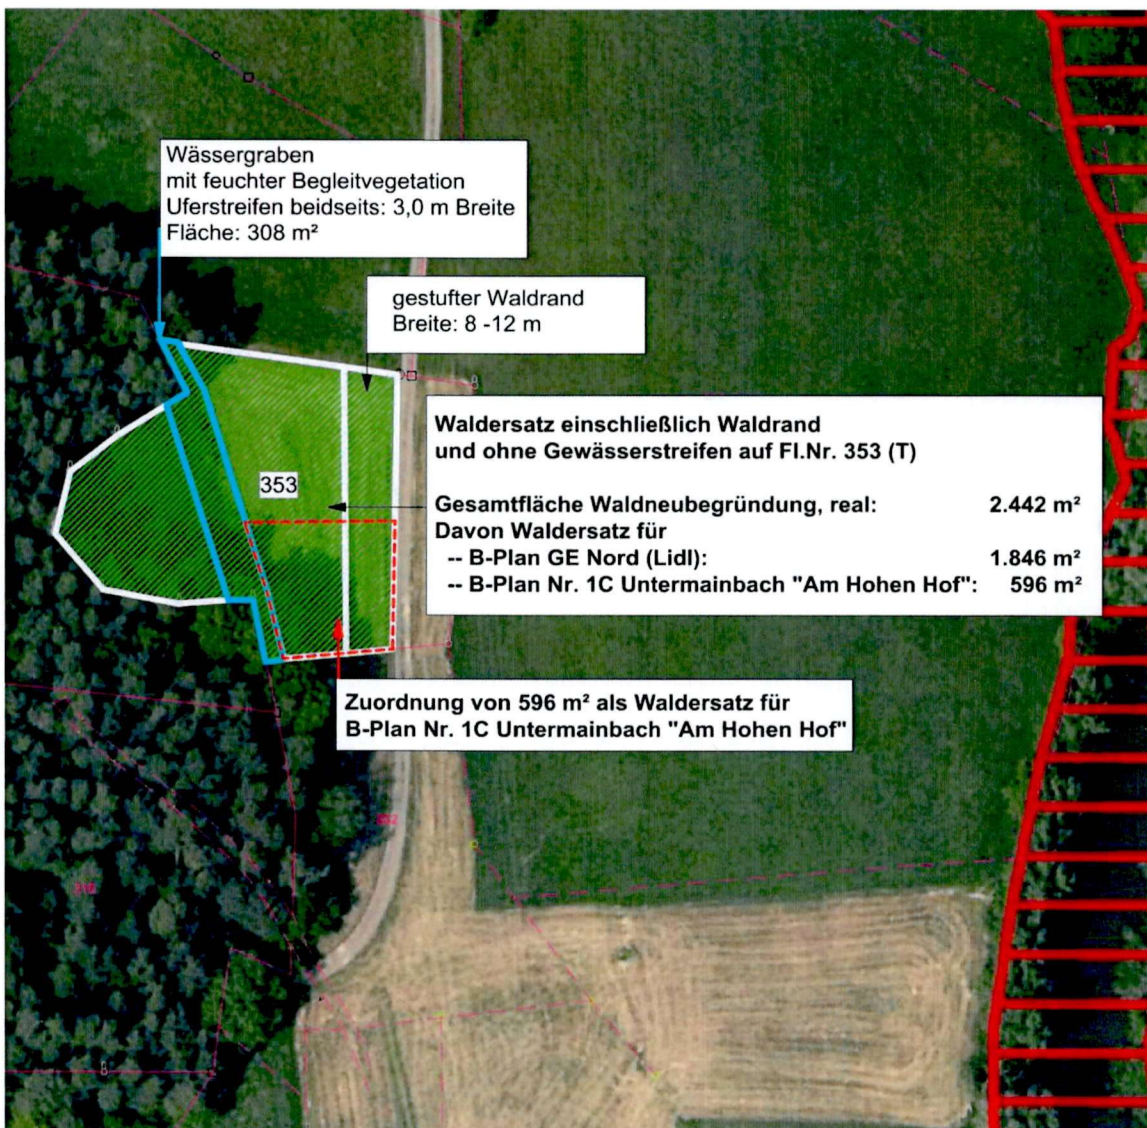 Wässergraben
mit feuchter Begleitvegetation
Uferstreifen beidseits: 3,0 m Breite
Fläche: 308 m²
gestufter Waldrand
Breite: 8 -12 m
Waldersatz einschließlich Waldrand
und ohne Gewässerstreifen auf Fl.Nr. 353 (T)
Gesamtfläche Waldneubegründung, real: 2.442 m²
Davon Waldersatz für
-- B-Plan GE Nord (Lidl): 1.846 m²
-- B-Plan Nr. 1C Untermainbach "Am Hohen Hof": 596 m²
353
Zuordnung von 596 m² als Waldersatz für
B-Plan Nr. 1C Untermainbach "Am Hohen Hof"